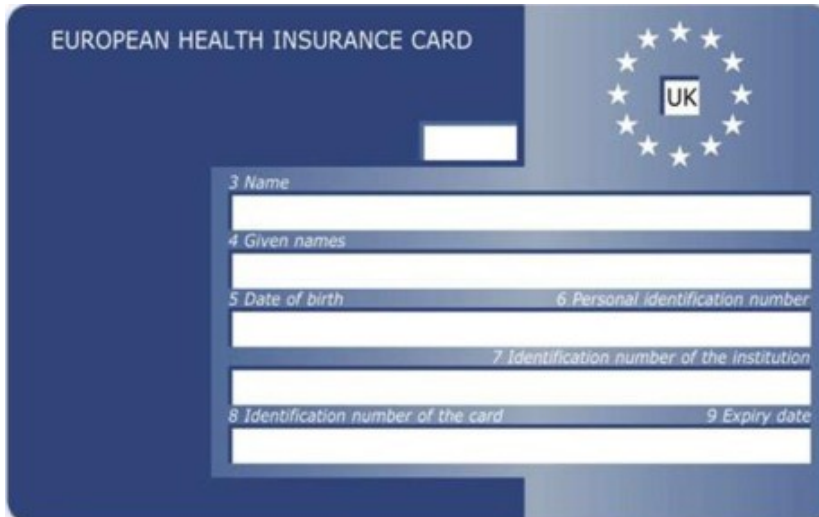 EUROPEAN HEALTH INSURANCE CARD
UK
3 Name
4 Given names
5 Date of birth 6 Personal identification number
7 Identification number of the institution
8 Identification number of the card 9 Expiry date